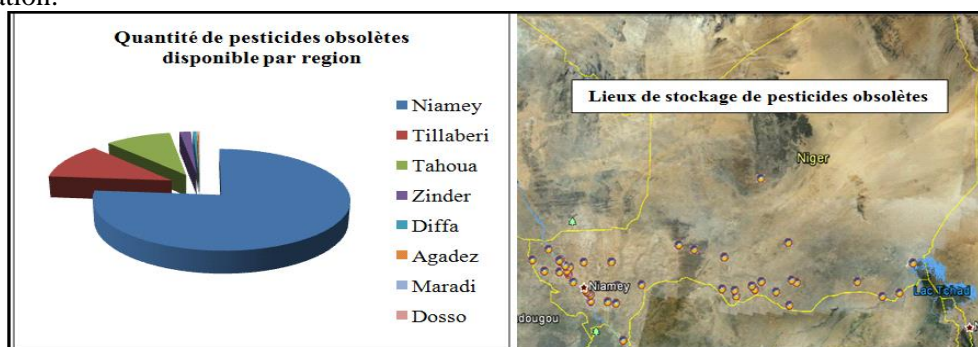 ation.
Quantité de pesticides obsolètes
disponible par region
Niamey
Tillaberi
Tahoua
Zinder
Diffa
Agadez
Maradi
Dosso
Lieux de stockage de pesticides obsolètes
Niger
Niamey
Lac Tchad
dougou